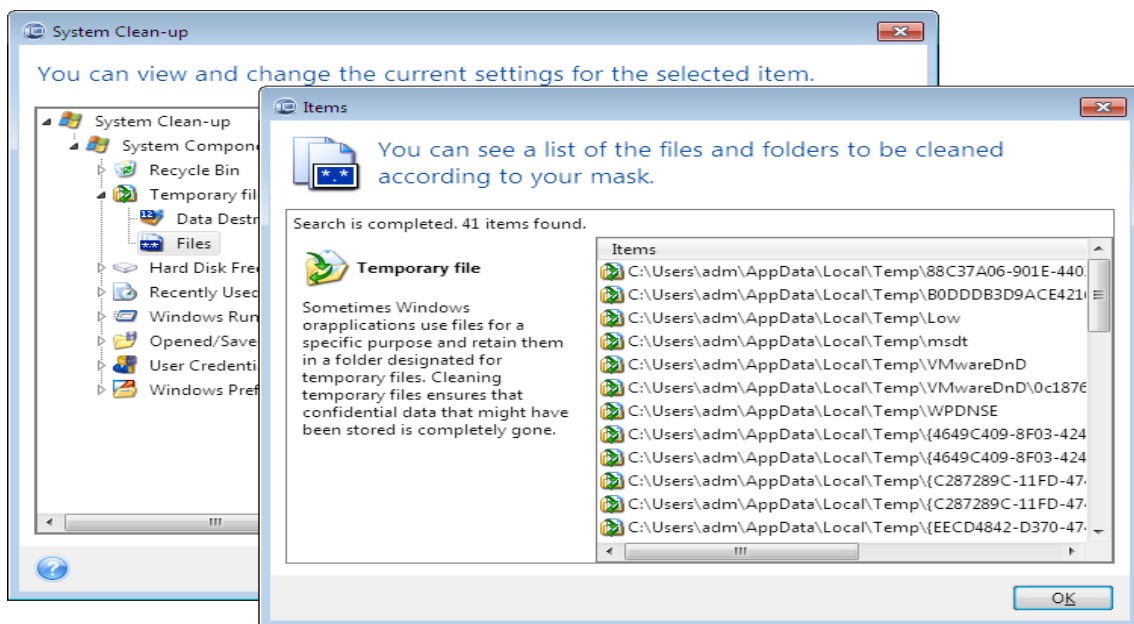 System Clean-up
You can view and change the current settings for the selected item.
System Clean-up
System Compon
Recycle Bin
Temporary fil
Data Destr
Files
Hard Disk Fre
Recently Used
Windows Run
Opened/Save
User Credenti
Windows Pref
Items
You can see a list of the files and folders to be cleaned
according to your mask.
Search is completed. 41 items found.
Temporary file
Sometimes Windows
orapplications use files for a
specific purpose and retain them
in a folder designated for
temporary files. Cleaning
temporary files ensures that
confidential data that might have
been stored is completely gone.
Items
C:\Users\adm\AppData\Local\Temp\88C37A06-901E-440
C:\Users\adm\AppData\Local\Temp\B0DDDB3D9ACE421
C:\Users\adm\AppData\Local\Temp\Low
C:\Users\adm\AppData\Local\Temp\msdt
C:\Users\adm\AppData\Local\Temp\VMwareDnD
C:\Users\adm\AppData\Local\Temp\VMwareDnD\0c1876
C:\Users\adm\AppData\Local\Temp\WPDNSE
C:\Users\adm\AppData\Local\Temp\{4649C409-8F03-424
C:\Users\adm\AppData\Local\Temp\{4649C409-8F03-424
C:\Users\adm\AppData\Local\Temp\{C287289C-11FD-47
C:\Users\adm\AppData\Local\Temp\{C287289C-11FD-47
C:\Users\adm\AppData\Local\Temp\{EECD4842-D370-47
OK